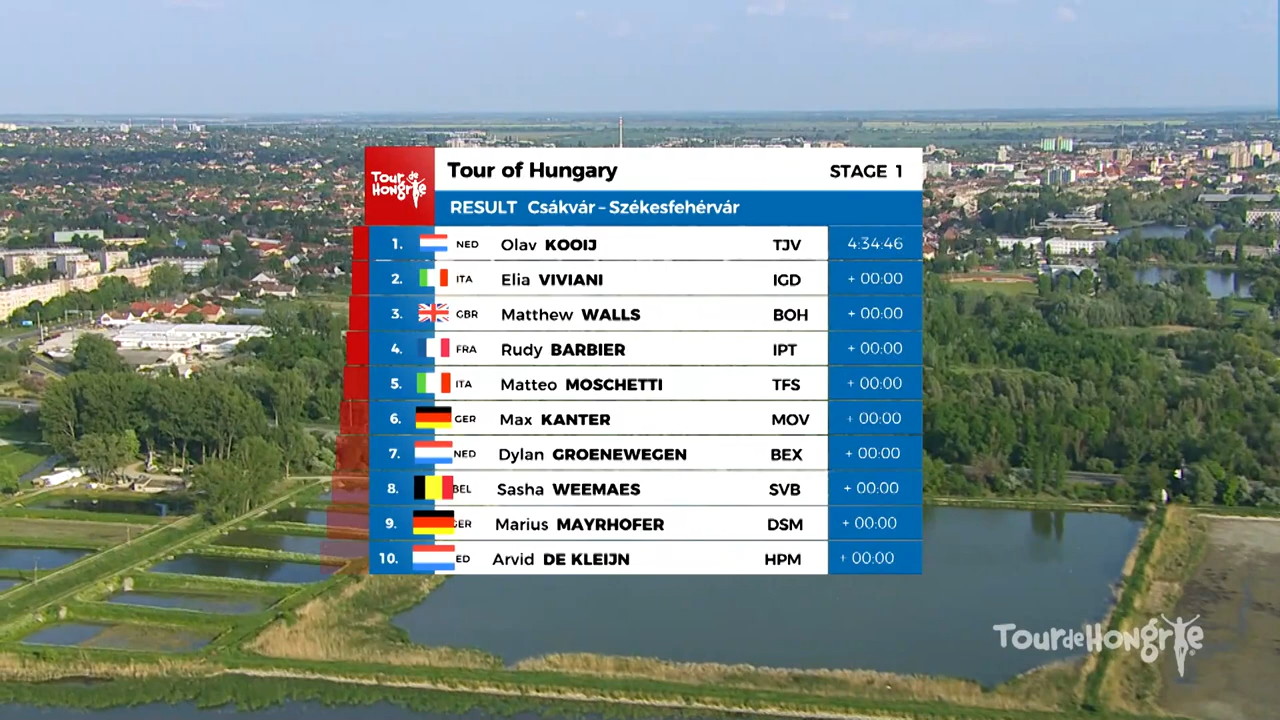 Tour de Hongrie
Tour of Hungary STAGE 1
RESULT Csákvár – Székesfehérvár
1. NED Olav KOOIJ TJV 4:34:46
2. ITA Elia VIVIANI IGD + 00:00
3. GBR Matthew WALLS BOH + 00:00
4. FRA Rudy BARBIER IPT + 00:00
5. ITA Matteo MOSCHETTI TFS + 00:00
6. GER Max KANTER MOV + 00:00
7. NED Dylan GROENEWEGEN BEX + 00:00
8. BEL Sasha WEEMAES SVB + 00:00
9. GER Marius MAYRHOFER DSM + 00:00
10. ED Arvid DE KLEIJN HPM + 00:00
Tour de Hongrie